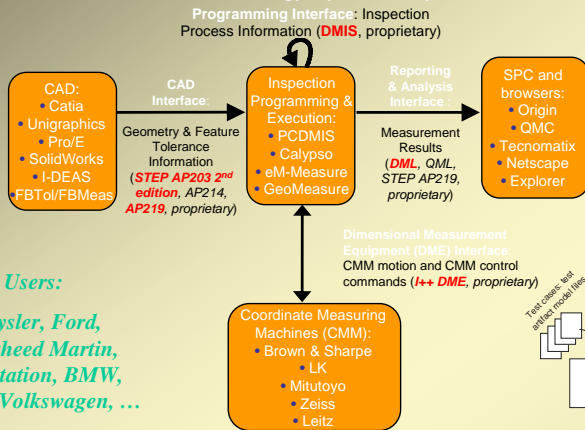 Programming Interface: Inspection
Process Information (DMIS, proprietary)
CAD:
• Catia
• Unigraphics
• Pro/E
• SolidWorks
• I-DEAS
•FBTol/FBMeas
CAD
Interface:
Geometry & Feature
Tolerance
Information
(STEP AP203 2nd
edition, AP214,
AP219, proprietary)
Inspection
Programming &
Execution:
• PCDMIS
• Calypso
• eM-Measure
• GeoMeasure
Reporting
& Analysis
Interface:
Measurement
Results
(DML, QML,
STEP AP219,
proprietary)
SPC and
browsers:
• Origin
• QMC
• Tecnomatix
• Netscape
• Explorer
Dimensional Measurement
Equipment (DME) Interface:
CMM motion and CMM control
commands (I++ DME, proprietary)
Users:
Ford,
Martin,
BMW,
Volkswagen, …
Coordinate Measuring
Machines (CMM):
• Brown & Sharpe
• LK
• Mitutoyo
• Zeiss
• Leitz
Test cases: test
artifact model files